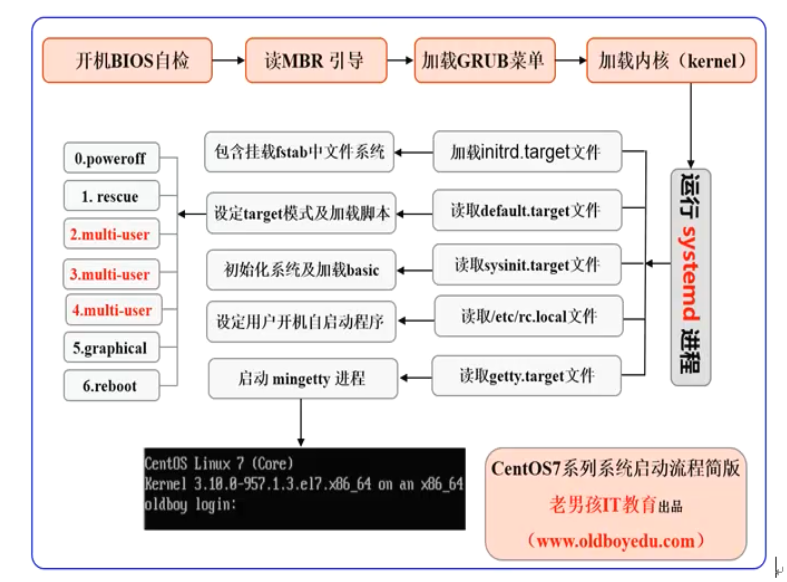 开机BIOS自检
读MBR 引导
加载GRUB菜单
加载内核（kernel）
运行 systemd 进程
加载initrd.target文件
包含挂载fstab中文件系统
读取default.target文件
设定target模式及加载脚本
0.poweroff
1. rescue
2.multi-user
3.multi-user
4.multi-user
5.graphical
6.reboot
读取sysinit.target文件
初始化系统及加载basic
读取/etc/rc.local文件
设定用户开机自启动程序
读取getty.target文件
启动 mingetty 进程
CentOS Linux 7 (Core)
Kernel 3.10.0-957.1.3.el7.x86_64 on an x86_64
oldboy login:
CentOS7系列系统启动流程简版
老男孩IT教育出品
（www.oldboyedu.com）